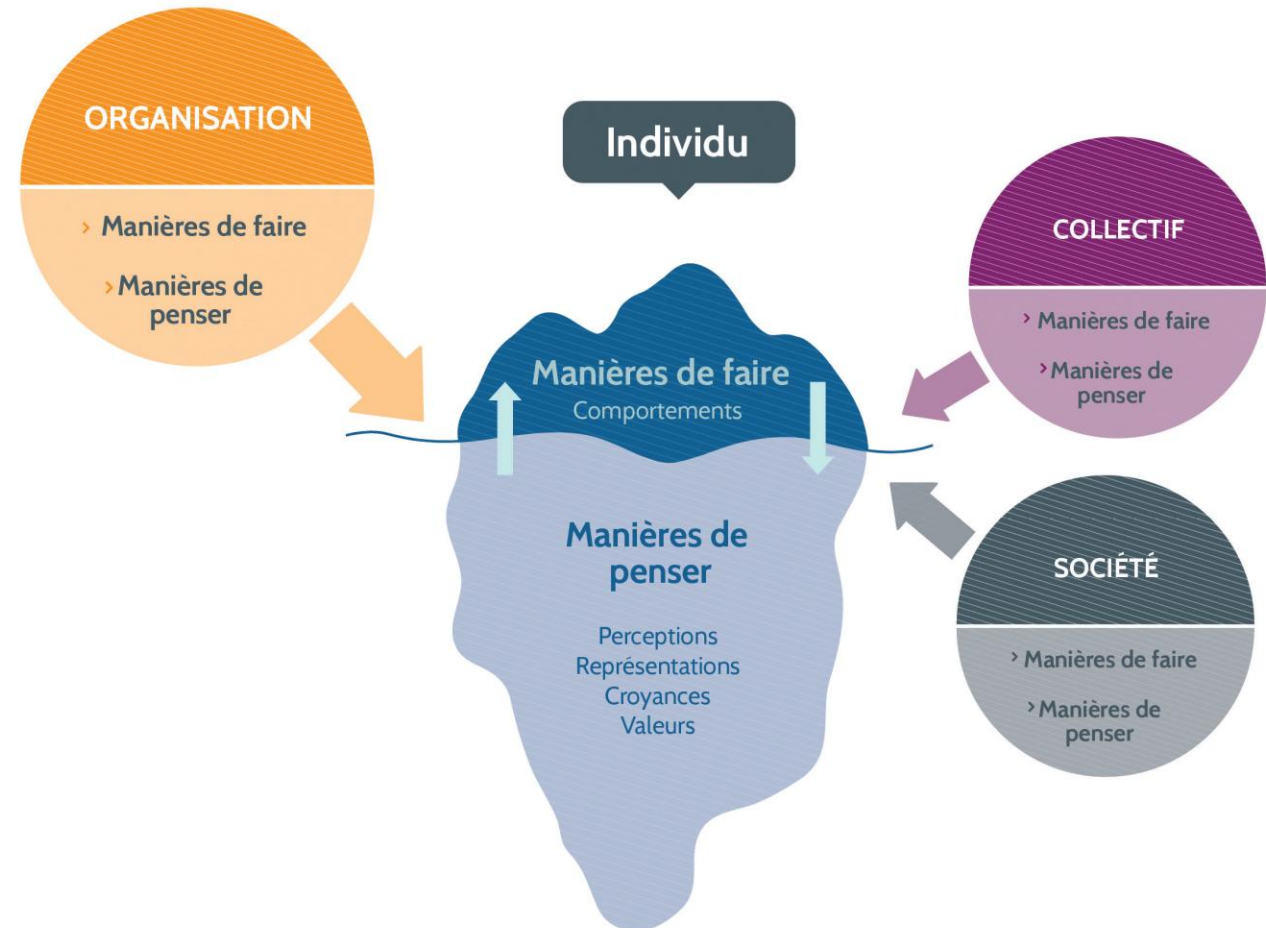 ORGANISATION
› Manières de faire
› Manières de
penser
Individu
Manières de faire
Comportements
Manières de
penser
Perceptions
Représentations
Croyances
Valeurs
COLLECTIF
› Manières de faire
› Manières de
penser
SOCIÉTÉ
› Manières de faire
› Manières de
penser